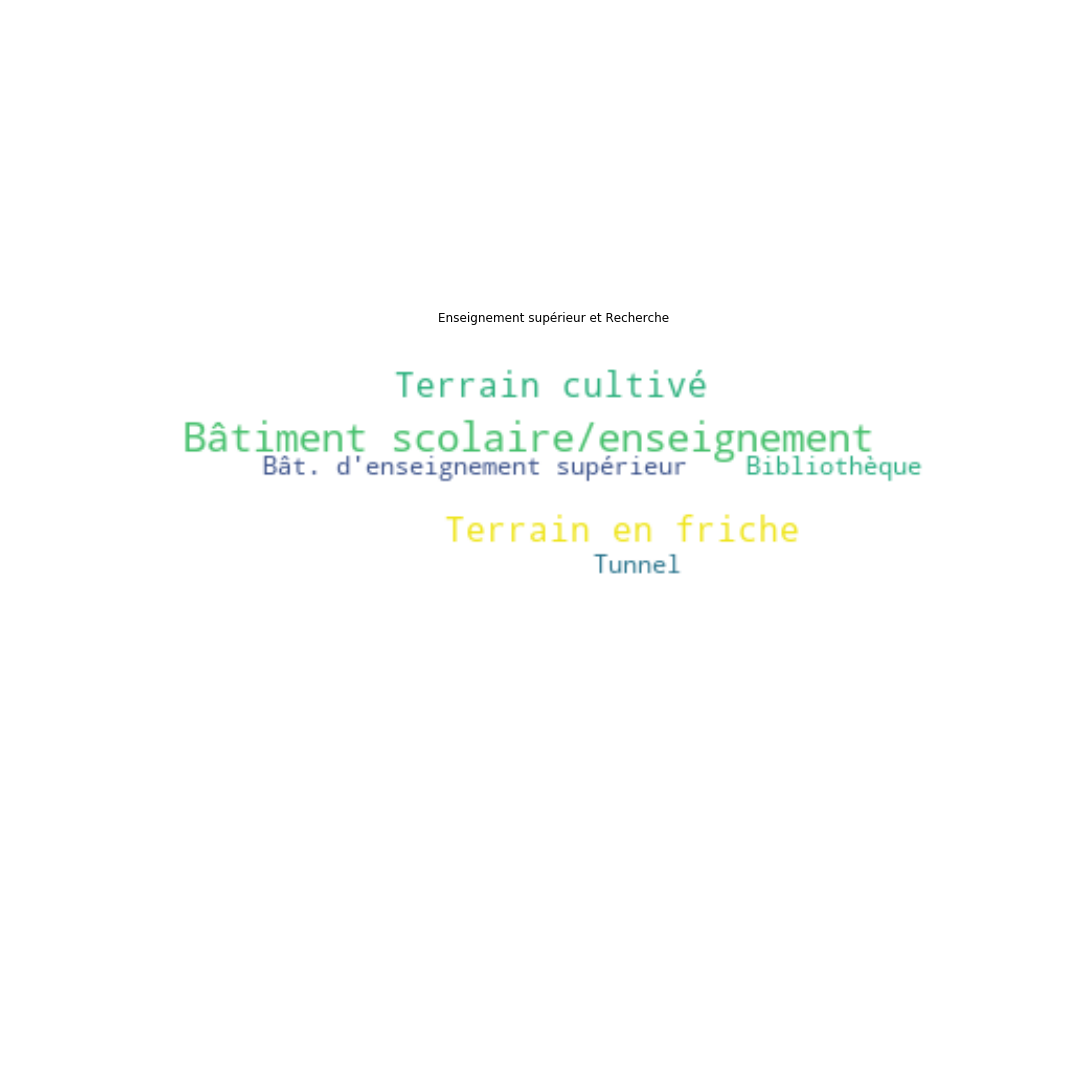 Enseignement supérieur et Recherche
Terrain cultivé
Bâtiment scolaire/enseignement
Bât. d'enseignement supérieur Bibliothèque
Terrain en friche
Tunnel